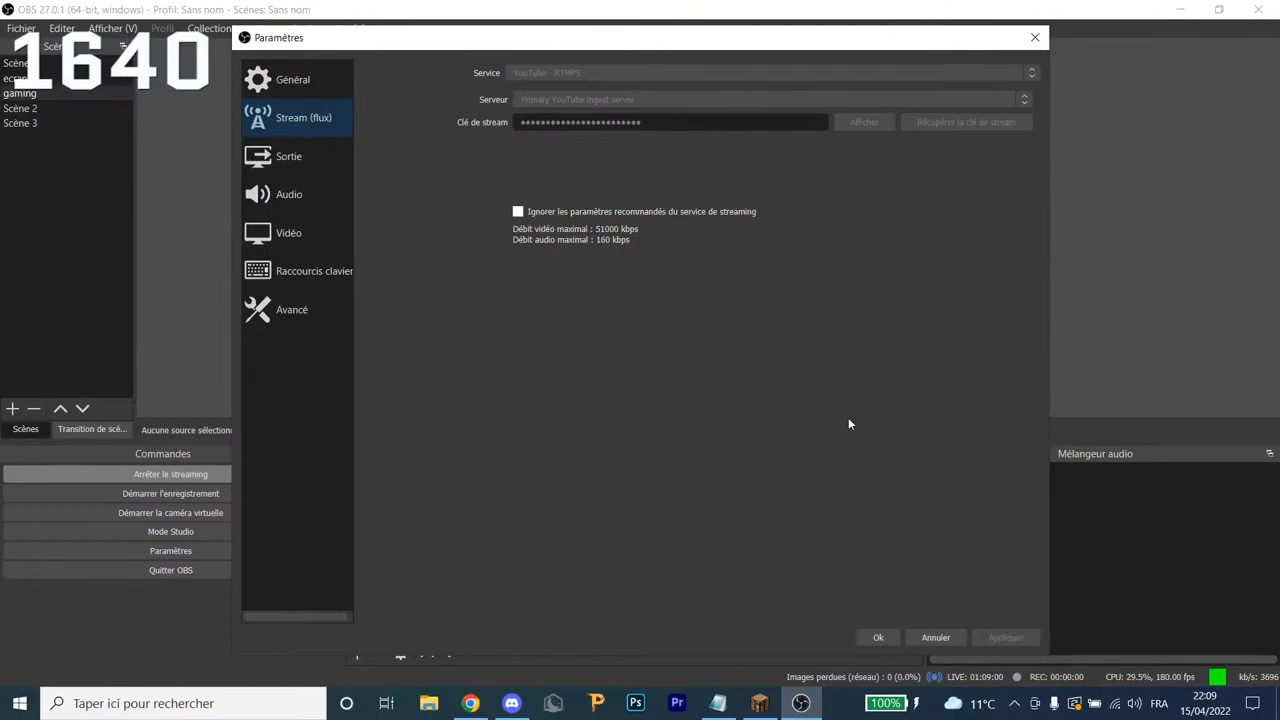 OBS 27.0.1 (64-bit, windows) - Profil: Sans nom - Scènes: Sans nom
Fichier Editer Afficher (V) Profil Collection
1640
Paramètres
gaming
Scène 2
Scène 3
Général
Stream (flux)
Sortie
Audio
Vidéo
Raccourcis clavier
Avancé
Service YouTube - RTMPS
Serveur Primary YouTube ingest server
Clé de stream Afficher Récupérer la clé de stream
Ignorer les paramètres recommandés du service de streaming
Débit vidéo maximal : 51000 kbps
Débit audio maximal : 160 kbps
Scènes Transition de scè... Aucune source sélection
Commandes
Mélangeur audio
Arrêter le streaming
Démarrer l'enregistrement
Démarrer la caméra virtuelle
Mode Studio
Paramètres
Quitter OBS
Ok Annuler Appliquer
Images perdues (réseau) : 0 (0.0%) LIVE: 01:09:00 REC: 00:00:00 CPU: 29.5%, 180.00 fps kb/s: 3696
Taper ici pour rechercher
Ps Pr
100% 11°C FRA
22:09
15/04/2022